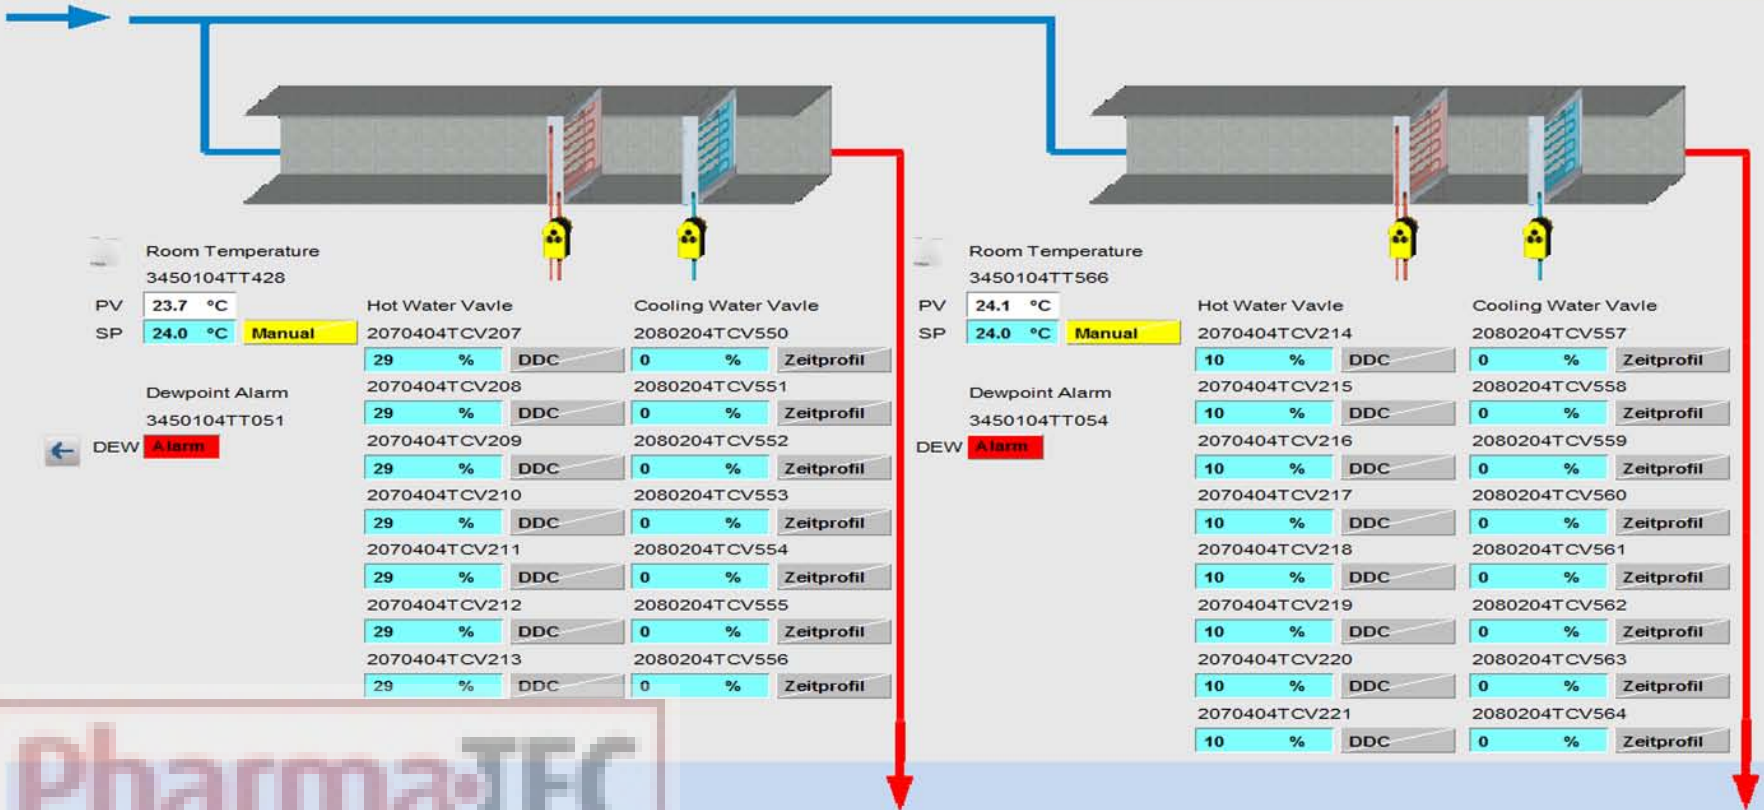 Room Temperature
3450104TT428
PV 23.7 °C
SP 24.0 °C Manual
Dewpoint Alarm
3450104TT051
DEW Alarm
Hot Water Vavle Cooling Water Vavle
2070404TCV207 2080204TCV550
29 % DDC 0 % Zeitprofil
2070404TCV208 2080204TCV551
29 % DDC 0 % Zeitprofil
2070404TCV209 2080204TCV552
29 % DDC 0 % Zeitprofil
2070404TCV210 2080204TCV553
29 % DDC 0 % Zeitprofil
2070404TCV211 2080204TCV554
29 % DDC 0 % Zeitprofil
2070404TCV212 2080204TCV555
29 % DDC 0 % Zeitprofil
2070404TCV213 2080204TCV556
29 % DDC 0 % Zeitprofil
Room Temperature
3450104TT566
PV 24.1 °C
SP 24.0 °C Manual
Dewpoint Alarm
3450104TT054
DEW Alarm
Hot Water Vavle Cooling Water Vavle
2070404TCV214 2080204TCV557
10 % DDC 0 % Zeitprofil
2070404TCV215 2080204TCV558
10 % DDC 0 % Zeitprofil
2070404TCV216 2080204TCV559
10 % DDC 0 % Zeitprofil
2070404TCV217 2080204TCV560
10 % DDC 0 % Zeitprofil
2070404TCV218 2080204TCV561
10 % DDC 0 % Zeitprofil
2070404TCV219 2080204TCV562
10 % DDC 0 % Zeitprofil
2070404TCV220 2080204TCV563
10 % DDC 0 % Zeitprofil
2070404TCV221 2080204TCV564
10 % DDC 0 % Zeitprofil
Pharma•TEC